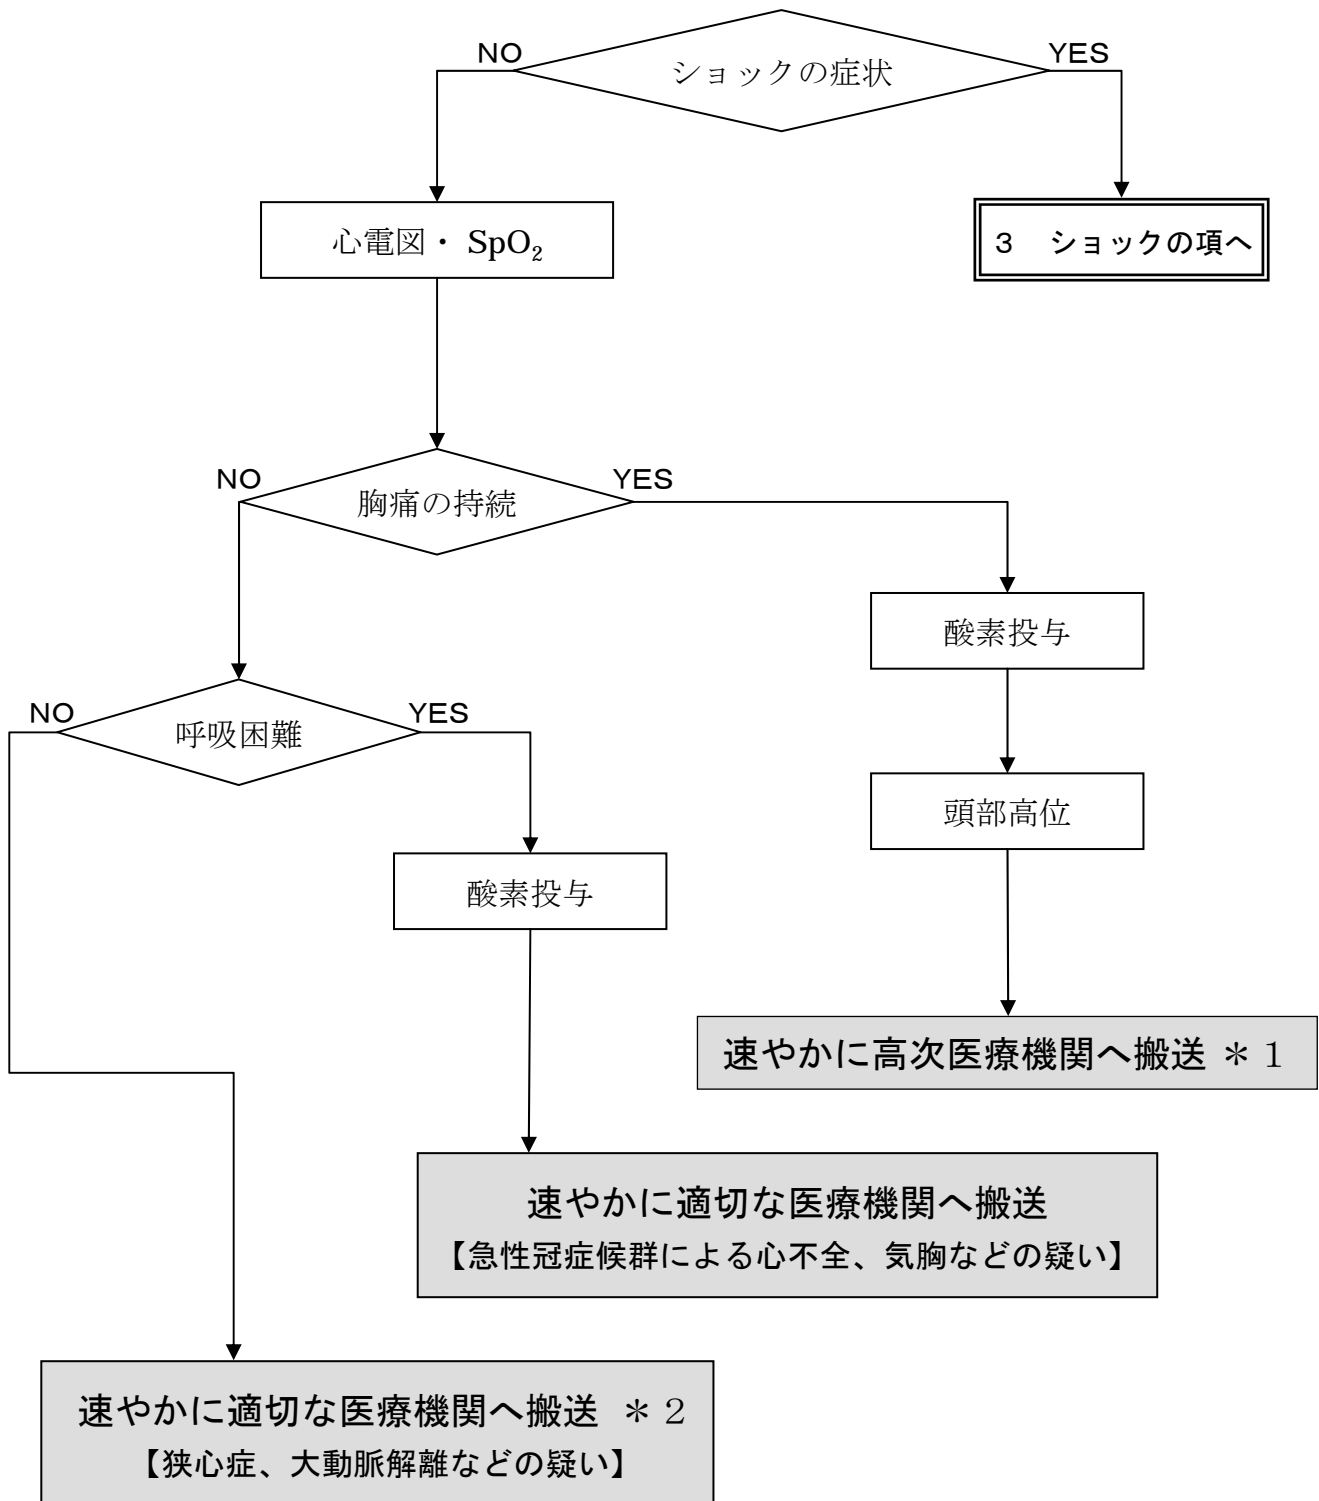 NO
YES
ショックの症状
心電図・ SpO₂
３　ショックの項へ
NO
YES
胸痛の持続
酸素投与
NO
YES
呼吸困難
頭部高位
酸素投与
速やかに高次医療機関へ搬送 ＊１
速やかに適切な医療機関へ搬送
【急性冠症候群による心不全、気胸などの疑い】
速やかに適切な医療機関へ搬送 ＊２
【狭心症、大動脈解離などの疑い】